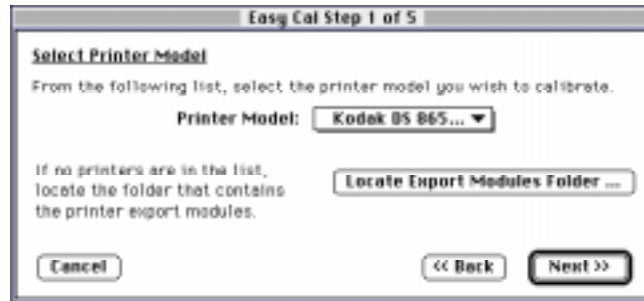 Easy Cal Step 1 of 5
Select Printer Model
From the following list, select the printer model you wish to calibrate.
Printer Model: Kodak DS 865... ▼
If no printers are in the list,
locate the folder that contains
the printer export modules.
Locate Export Modules Folder ...
Cancel
<< Back
Next >>